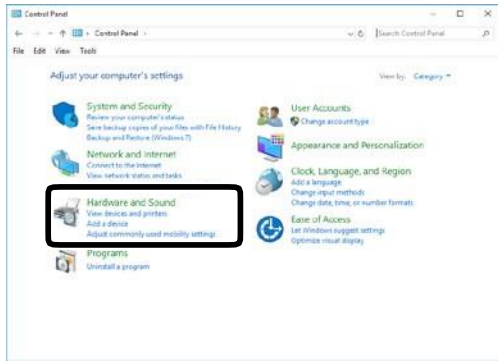 Control Panel
Control Panel
Search Control Panel
File Edit View Tools
Adjust your computer's settings
View by: Category
System and Security
Review your computer's status
Save backup copies of your files with File History
Backup and Restore (Windows 7)
Network and Internet
Connect to the Internet
View network status and tasks
Hardware and Sound
View devices and printers
Add a device
Adjust commonly used mobility settings
Programs
Uninstall a program
User Accounts
Change account type
Appearance and Personalization
Clock, Language, and Region
Add a language
Change input methods
Change date, time, or number formats
Ease of Access
Let Windows suggest settings
Optimize visual display